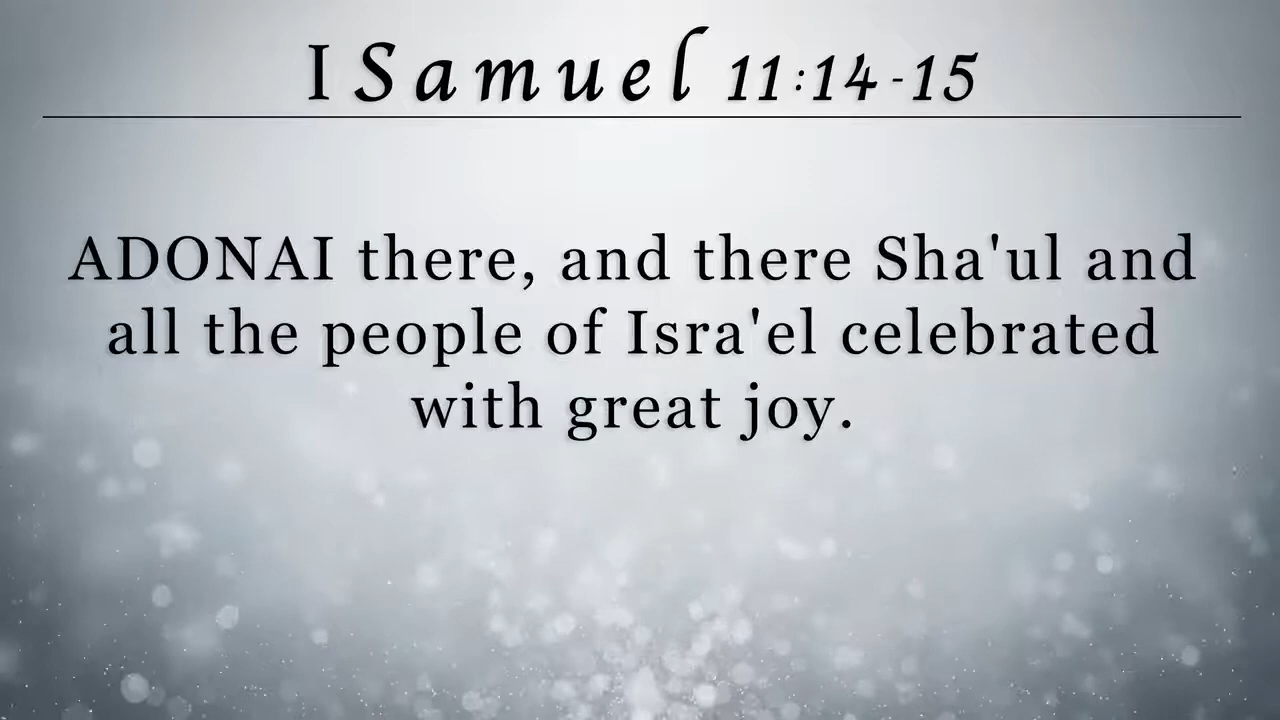 I Samuel 11:14-15
ADONAI there, and there Sha'ul and
all the people of Isra'el celebrated
with great joy.